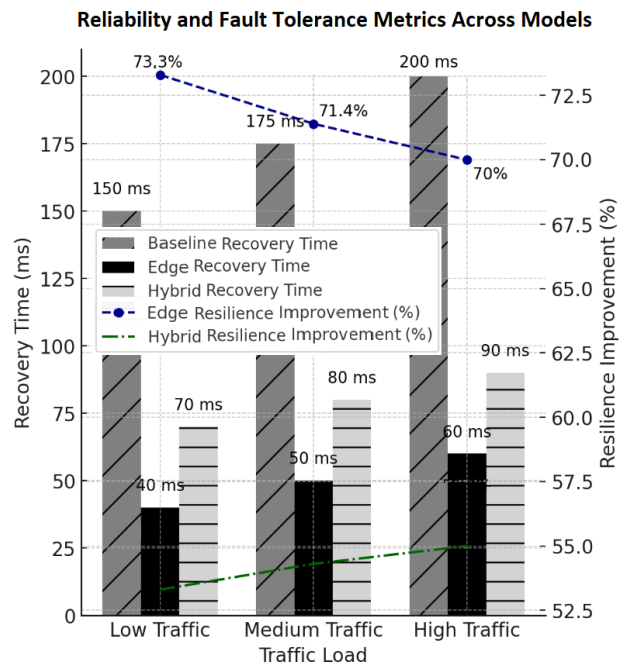 Reliability and Fault Tolerance Metrics Across Models
73,3%
200 ms
200
72.5
71.4%
175 ms
175
70.0
70%
150 ms
150
67.5
Baseline Recovery Time
Edge Recovery Time
Hybrid Recovery Time
Edge Resilience Improvement (%)
Hybrid Resilience Improvement (%)
125
65.0
100
62.5
90 ms
80 ms
70 ms
75
60.0
60 ms
50 ms
40 ms
50
57.5
25
55.0
0
52.5
Recovery Time (ms)
Resilience Improvement (%)
Low Traffic
Medium Traffic
High Traffic
Traffic Load